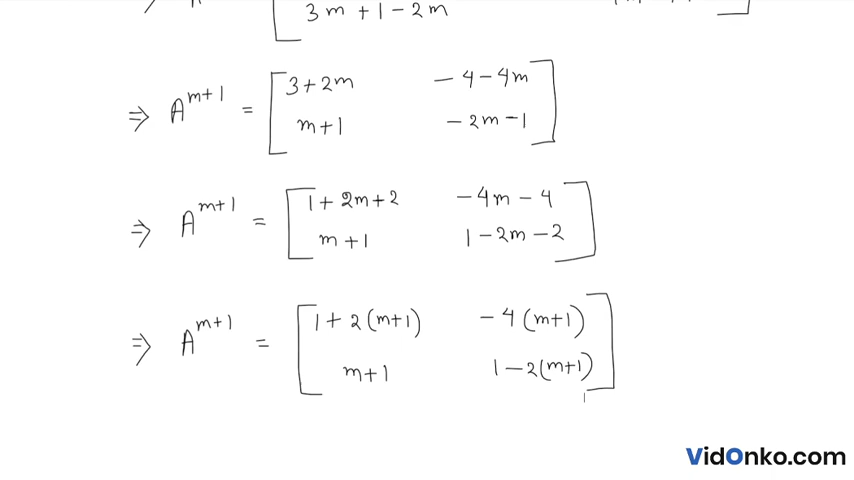 3m + 1 - 2m
⇒ A^{m+1} = [ 3+2m   -4-4m
m+1   -2m-1 ]
⇒ A^{m+1} = [ 1+2m+2   -4m-4
m+1   1-2m-2 ]
⇒ A^{m+1} = [ 1+2(m+1)   -4(m+1)
m+1   1-2(m+1) ]
VidOnko.com